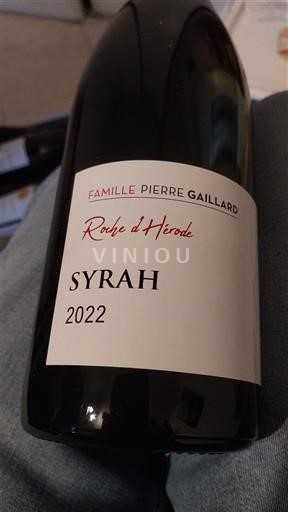 FAMILLE PIERRE GAILLARD
Roche d'Hérode
VINIOU
SYRAH
2022